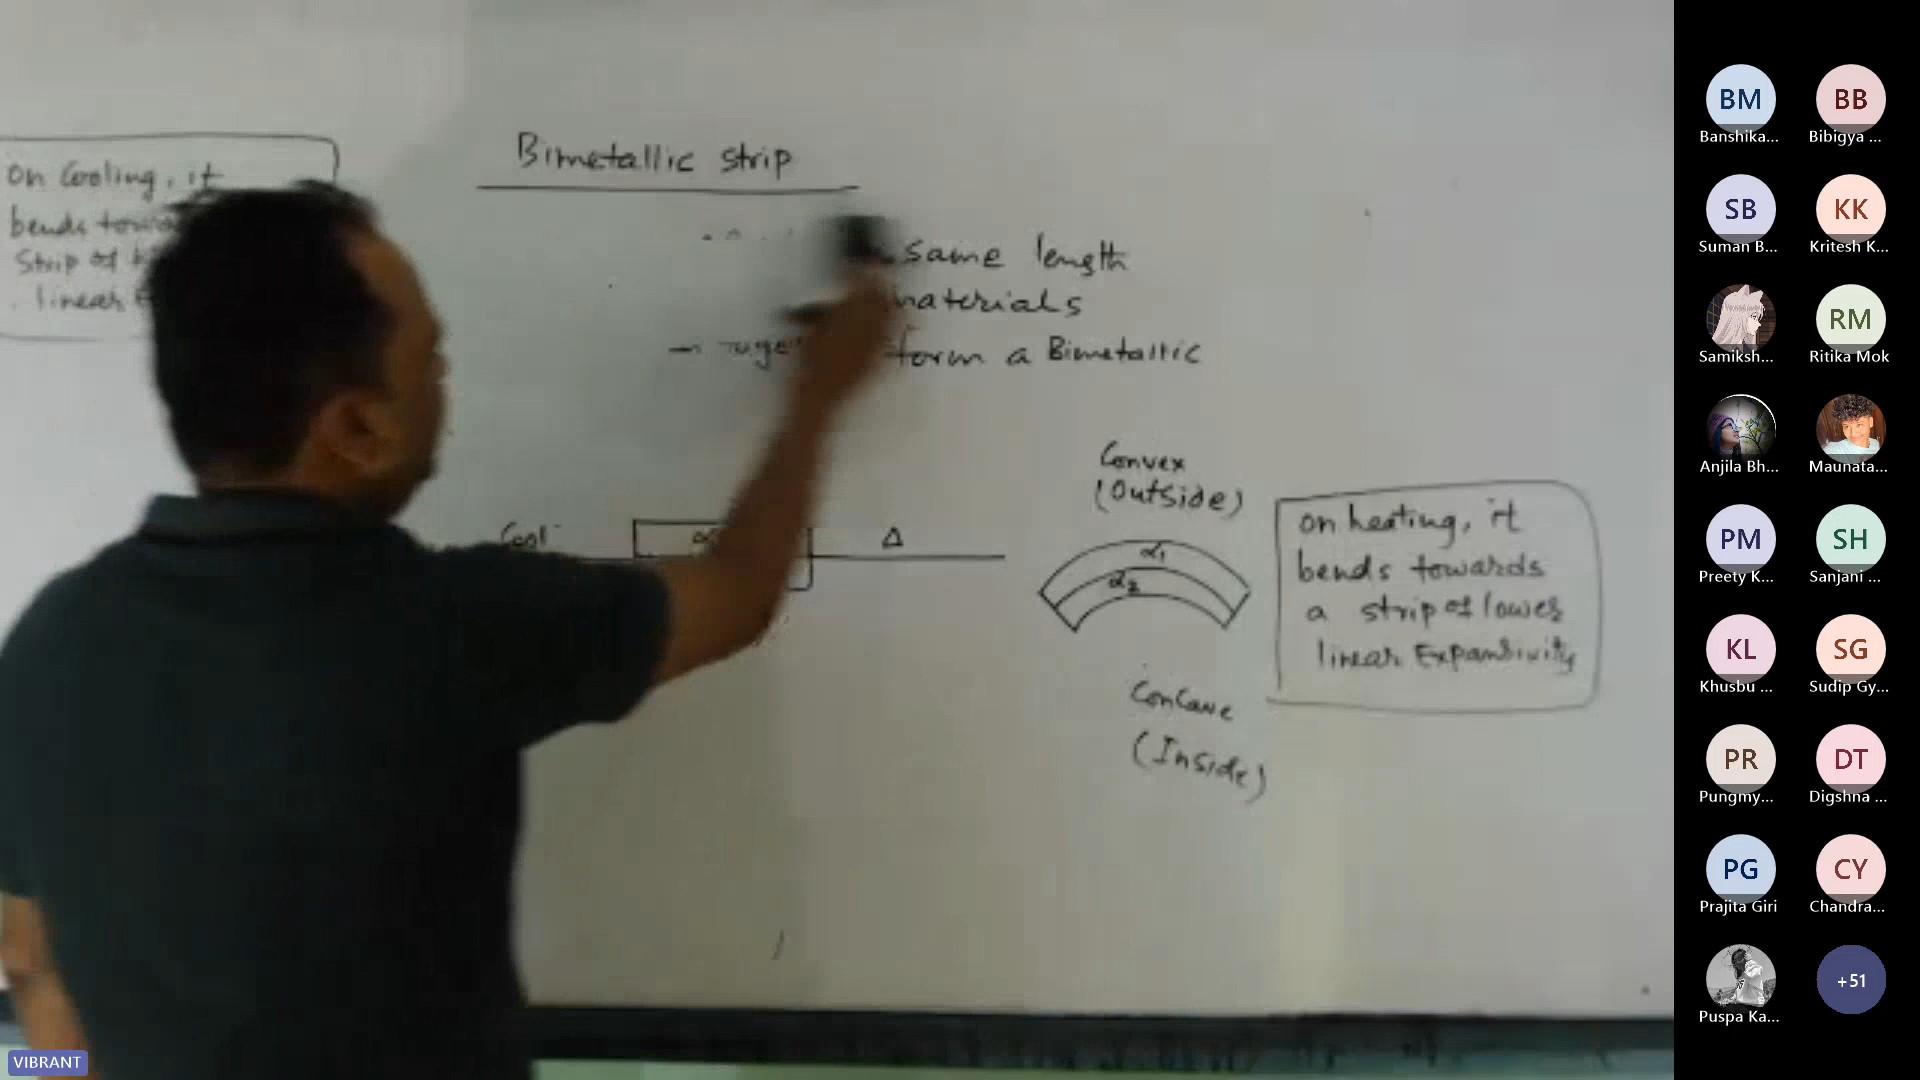 on Cooling, it
bends
Strip of
linear
Bimetallic strip
same length
materials
form a Bimetallic
Convex
(Outside)
Cool
Δ
α₁
α₂
on heating, it
bends towards
a strip of lower
linear Expansivity
Concave
(Inside)
VIBRANT
BM
Banshika...
BB
Bibigya ...
SB
Suman B...
KK
Kritesh K...
Samiksh...
RM
Ritika Mok
Anjila Bh...
Maunata...
PM
Preety K...
SH
Sanjani ...
KL
Khusbu ...
SG
Sudip Gy...
PR
Pungmy...
DT
Digshna ...
PG
Prajita Giri
CY
Chandra...
Puspa Ka...
+51